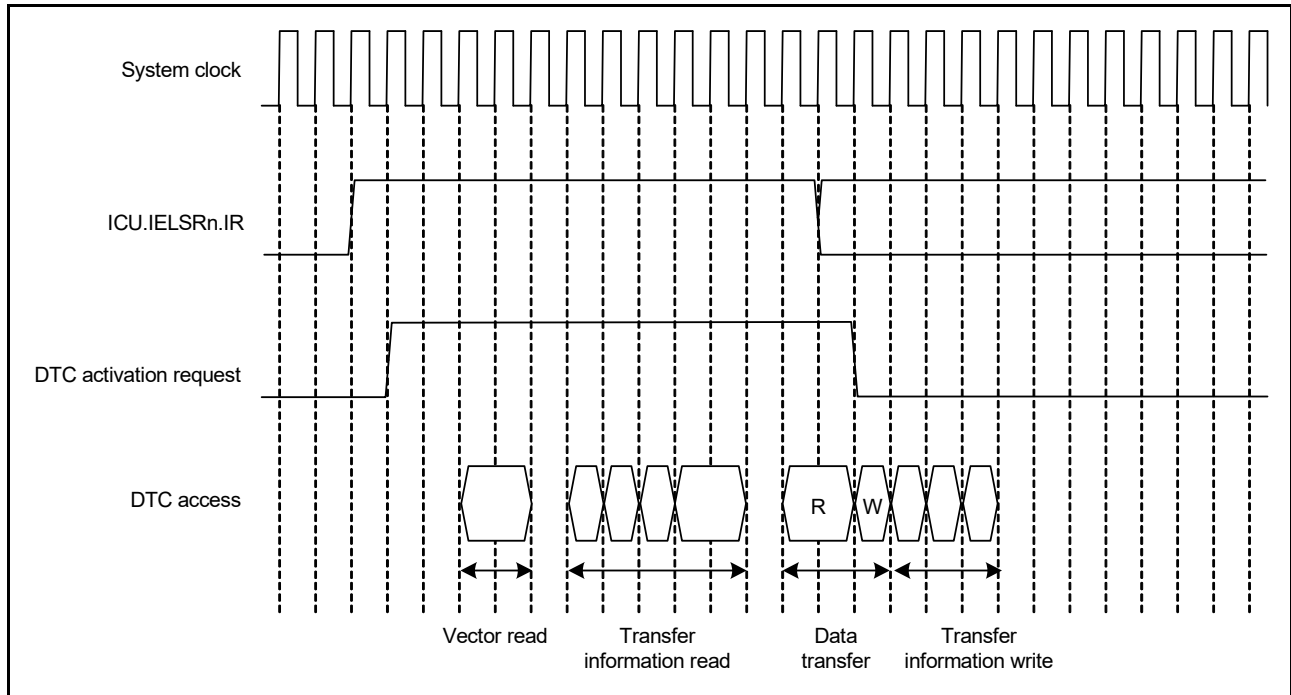 System clock
ICU.IELSRn.IR
DTC activation request
DTC access
R
W
Vector read
Transfer
information read
Data
transfer
Transfer
information write